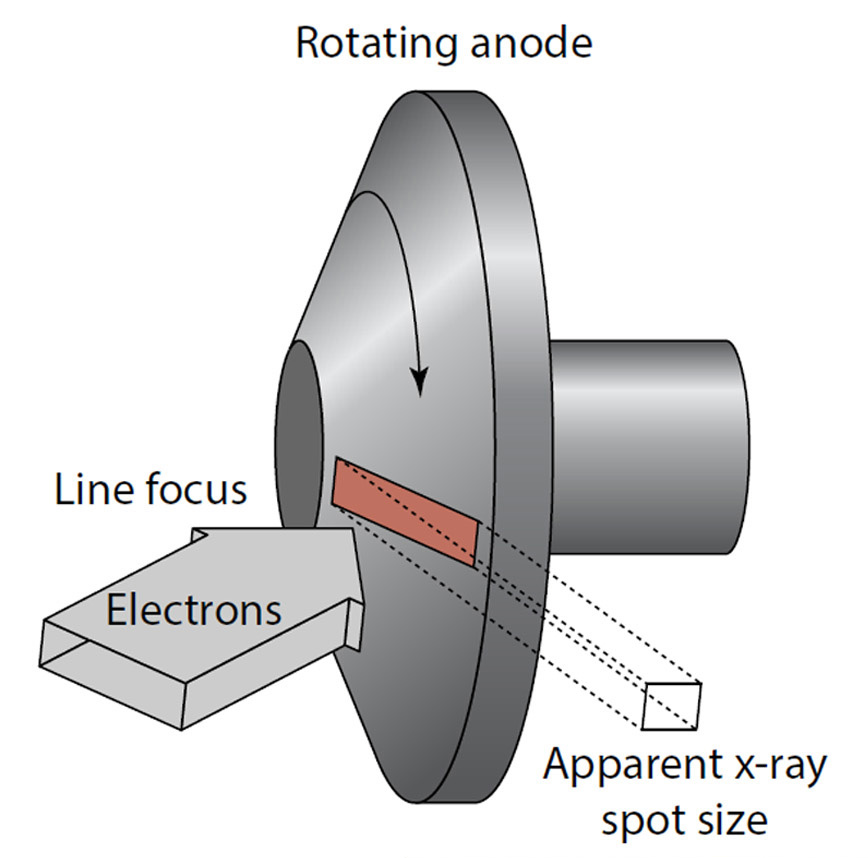 Rotating anode
Line focus
Electrons
Apparent x-ray
spot size